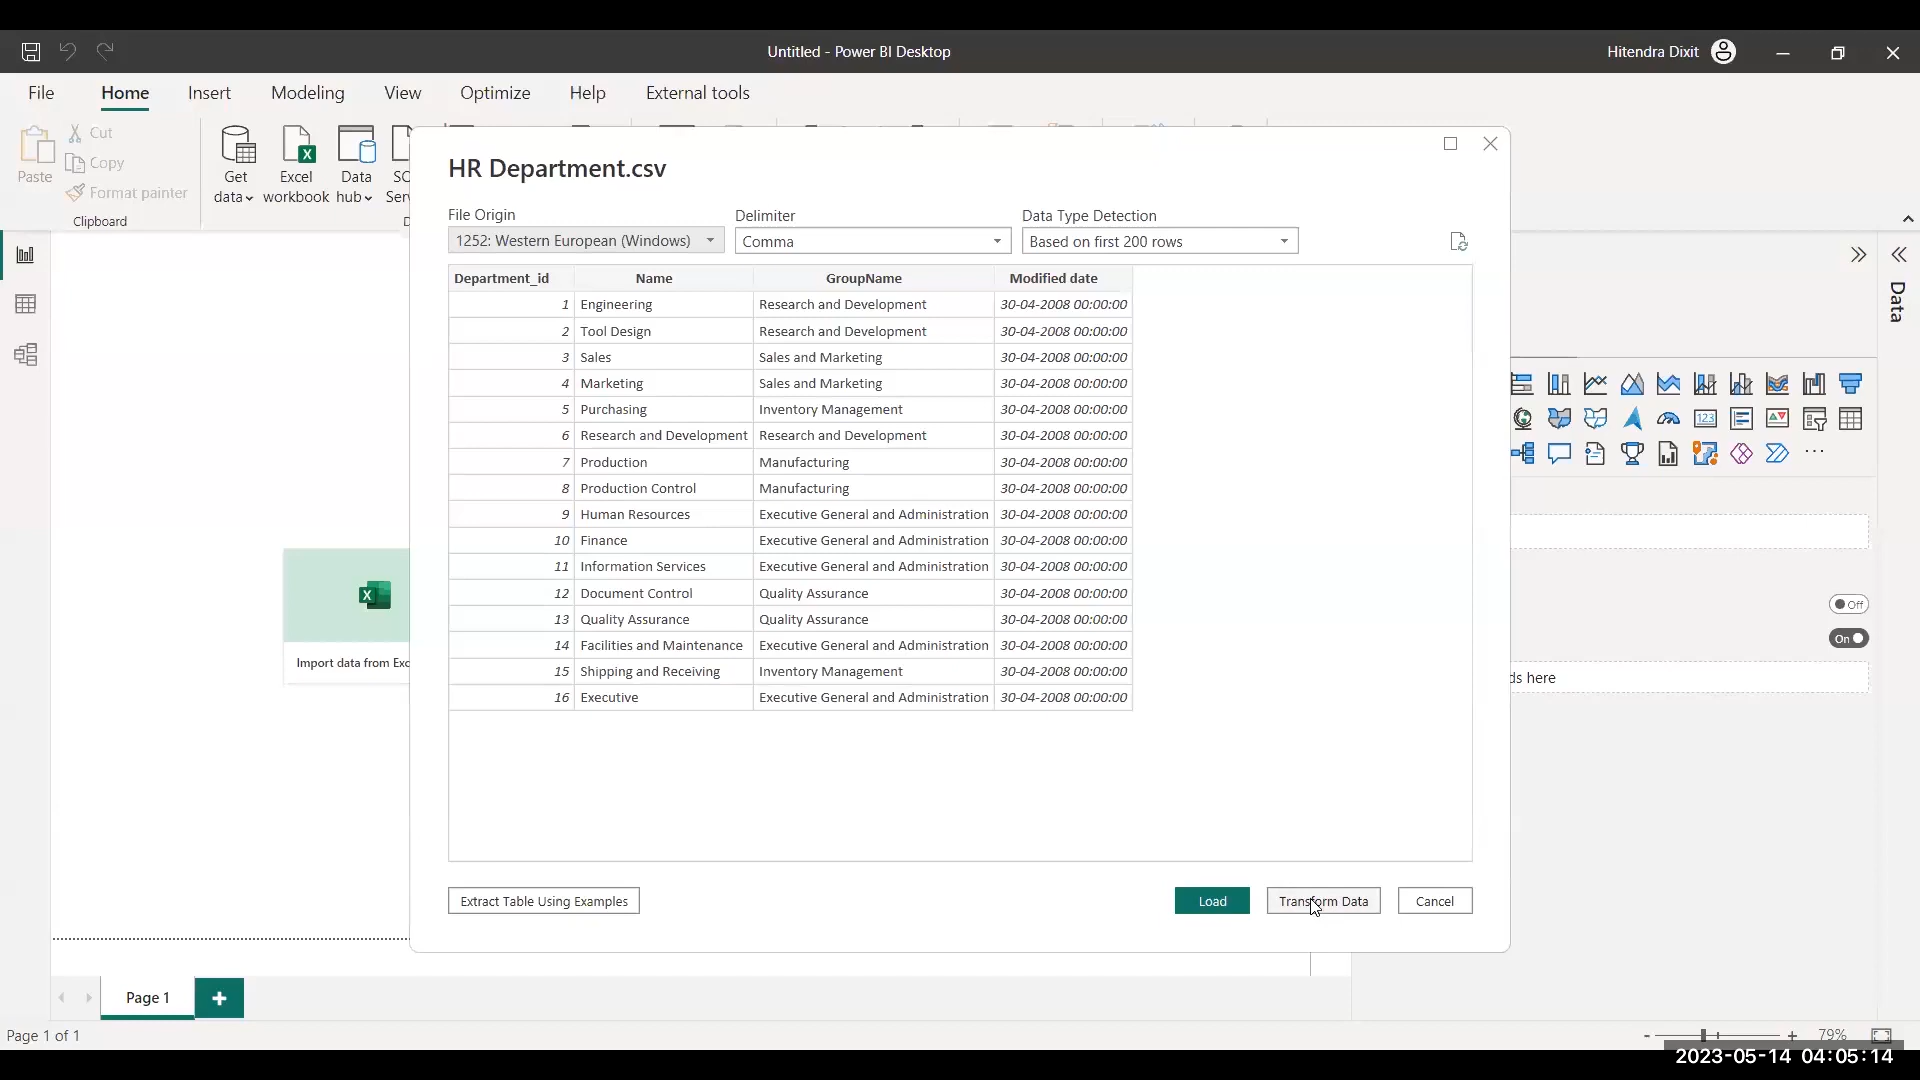 Untitled - Power BI Desktop
Hitendra Dixit
File Home Insert Modeling View Optimize Help External tools
Paste
Cut
Copy
Format painter
Clipboard
Get data
Excel workbook
Data hub
HR Department.csv
File Origin
1252: Western European (Windows)
Delimiter
Comma
Data Type Detection
Based on first 200 rows
Department_id Name GroupName Modified date
1 Engineering Research and Development 30-04-2008 00:00:00
2 Tool Design Research and Development 30-04-2008 00:00:00
3 Sales Sales and Marketing 30-04-2008 00:00:00
4 Marketing Sales and Marketing 30-04-2008 00:00:00
5 Purchasing Inventory Management 30-04-2008 00:00:00
6 Research and Development Research and Development 30-04-2008 00:00:00
7 Production Manufacturing 30-04-2008 00:00:00
8 Production Control Manufacturing 30-04-2008 00:00:00
9 Human Resources Executive General and Administration 30-04-2008 00:00:00
10 Finance Executive General and Administration 30-04-2008 00:00:00
11 Information Services Executive General and Administration 30-04-2008 00:00:00
12 Document Control Quality Assurance 30-04-2008 00:00:00
13 Quality Assurance Quality Assurance 30-04-2008 00:00:00
14 Facilities and Maintenance Executive General and Administration 30-04-2008 00:00:00
15 Shipping and Receiving Inventory Management 30-04-2008 00:00:00
16 Executive Executive General and Administration 30-04-2008 00:00:00
Extract Table Using Examples
Load
Transform Data
Cancel
Import data from Exc
Data
123
Off
On
ds here
Page 1
Page 1 of 1
79%
2023-05-14 04:05:14